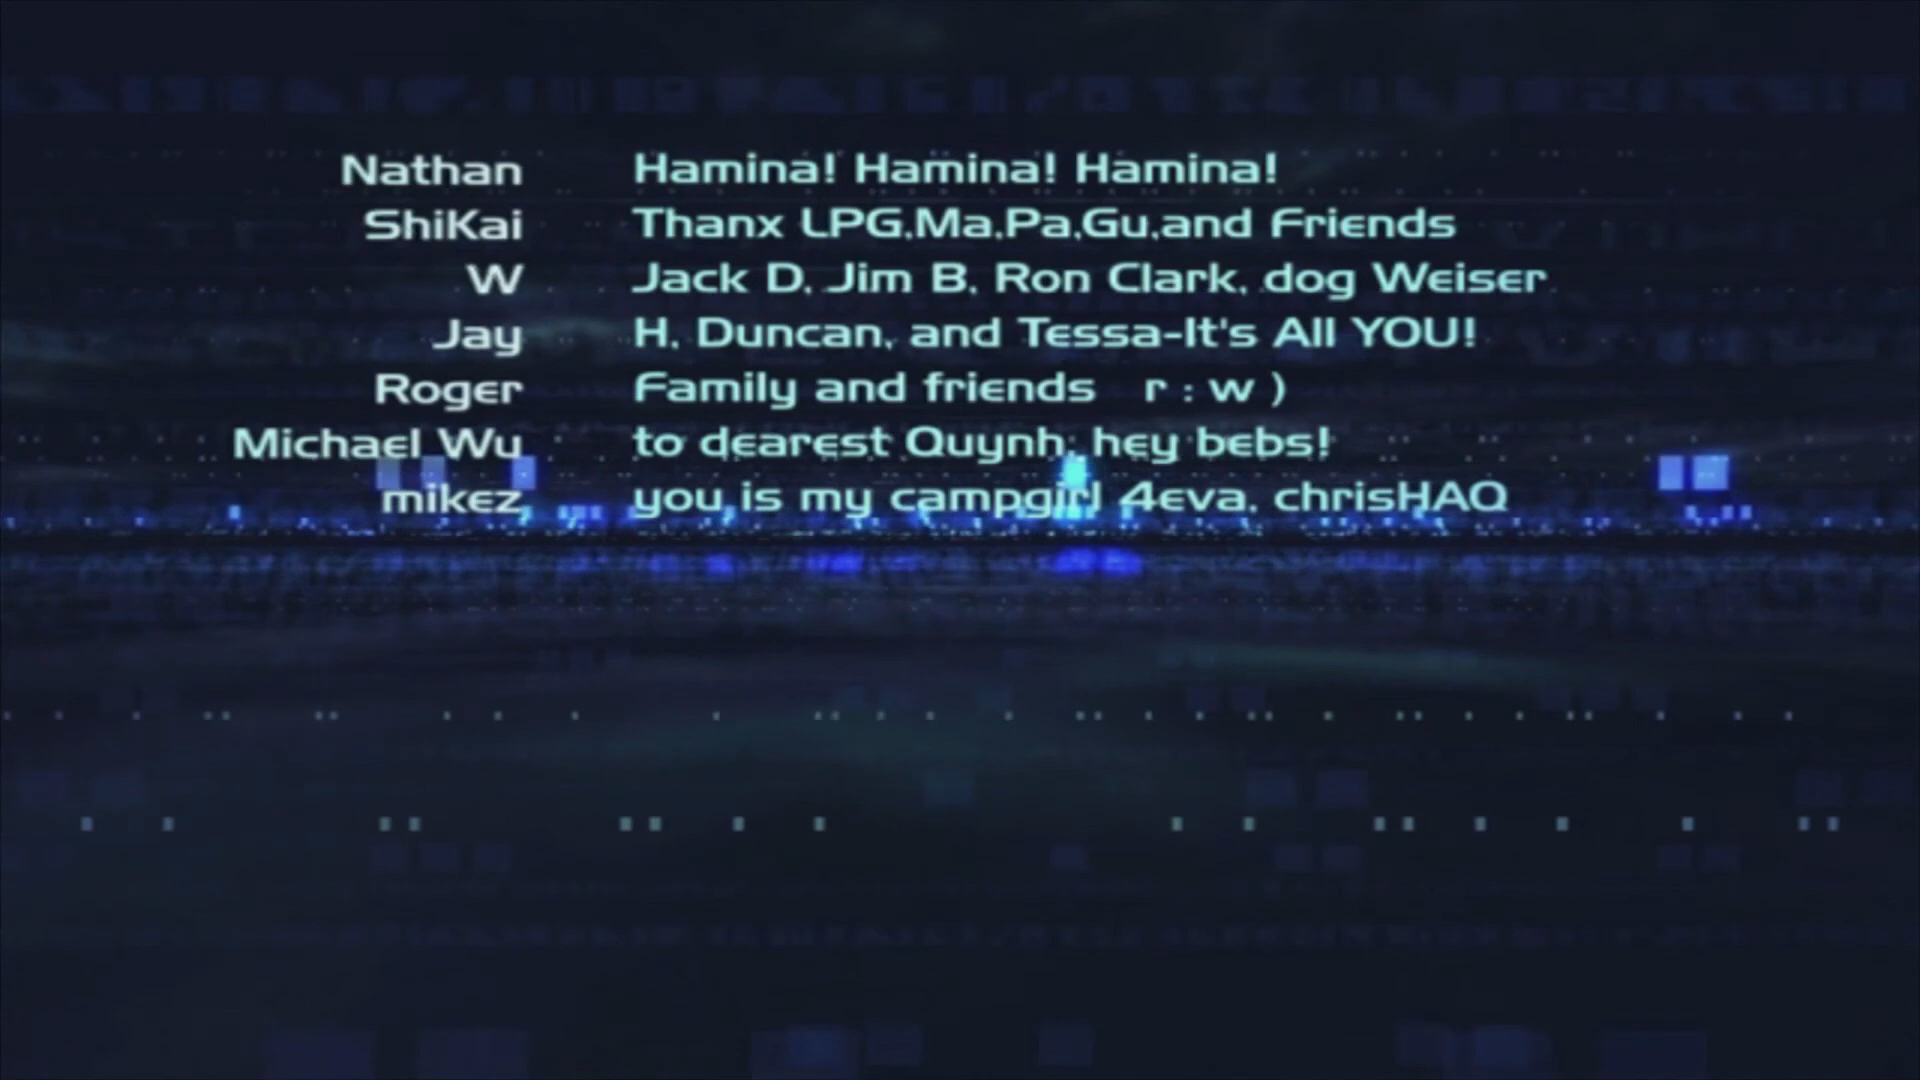 Nathan Hamina! Hamina! Hamina!
ShiKai Thanx LPG,Ma,Pa,Gu,and Friends
W Jack D, Jim B, Ron Clark, dog Weiser
Jay H, Duncan, and Tessa-It's All YOU!
Roger Family and friends r : w )
Michael Wu to dearest Quynh, hey bebs!
mikez you is my campgirl 4eva, chrisHAQ